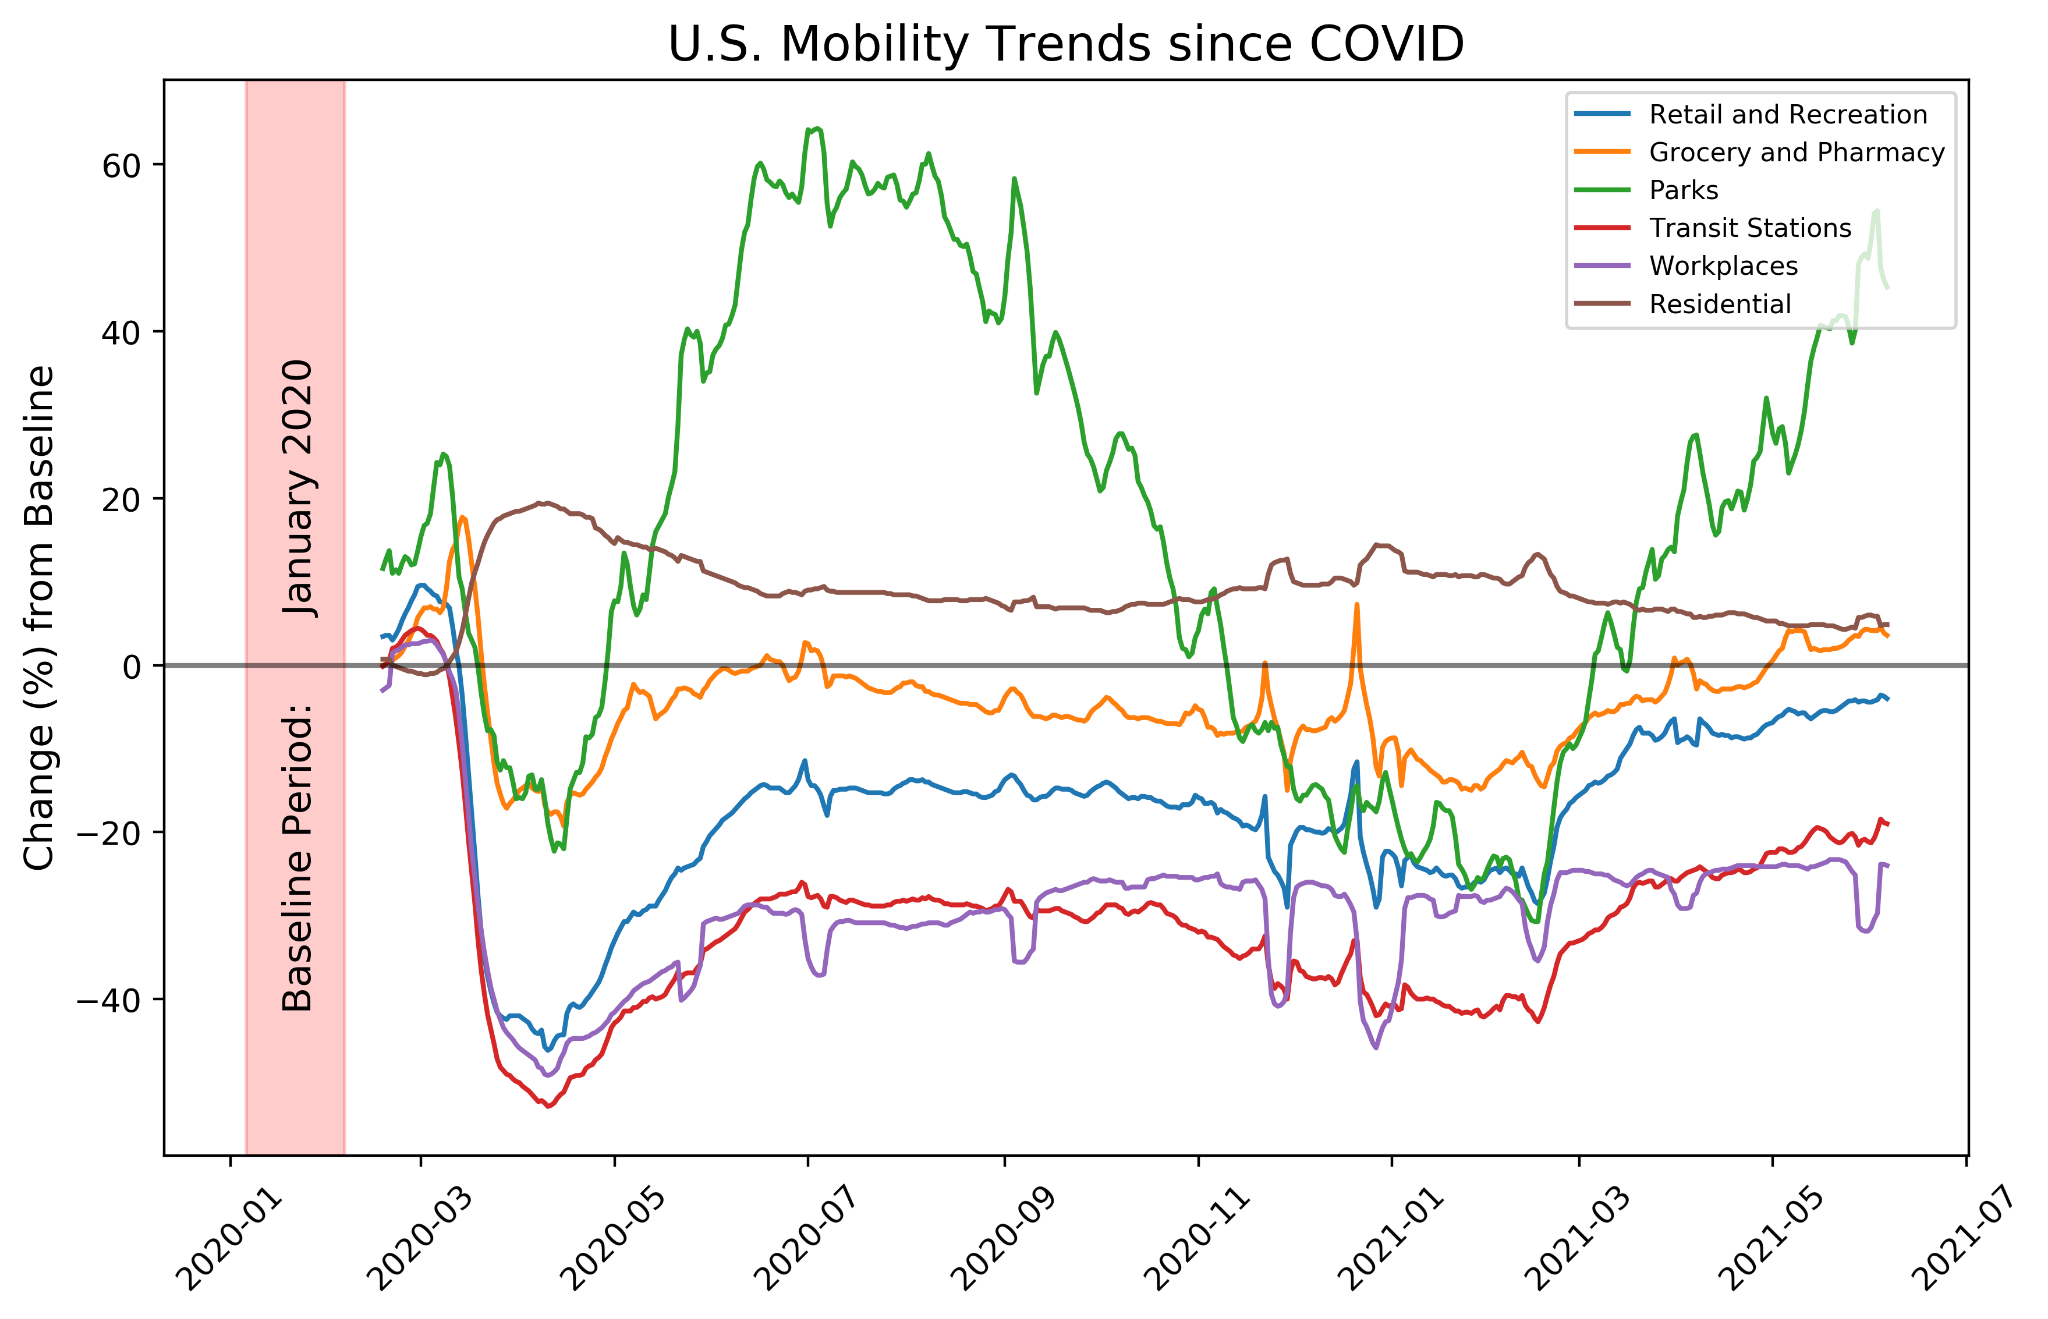 U.S. Mobility Trends since COVID
Change (%) from Baseline
60
40
20
0
−20
−40
Baseline Period: January 2020
Retail and Recreation
Grocery and Pharmacy
Parks
Transit Stations
Workplaces
Residential
2020-01
2020-03
2020-05
2020-07
2020-09
2020-11
2021-01
2021-03
2021-05
2021-07